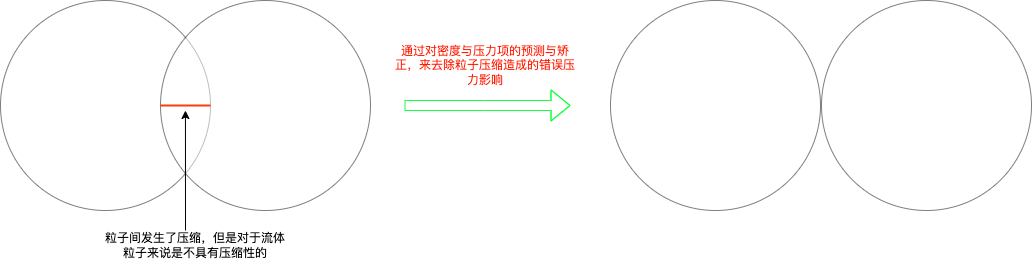 通过对密度与压力项的预测与矫
正，来去除粒子压缩造成的错误压
力影响
粒子间发生了压缩，但是对于流体
粒子来说是不具有压缩性的